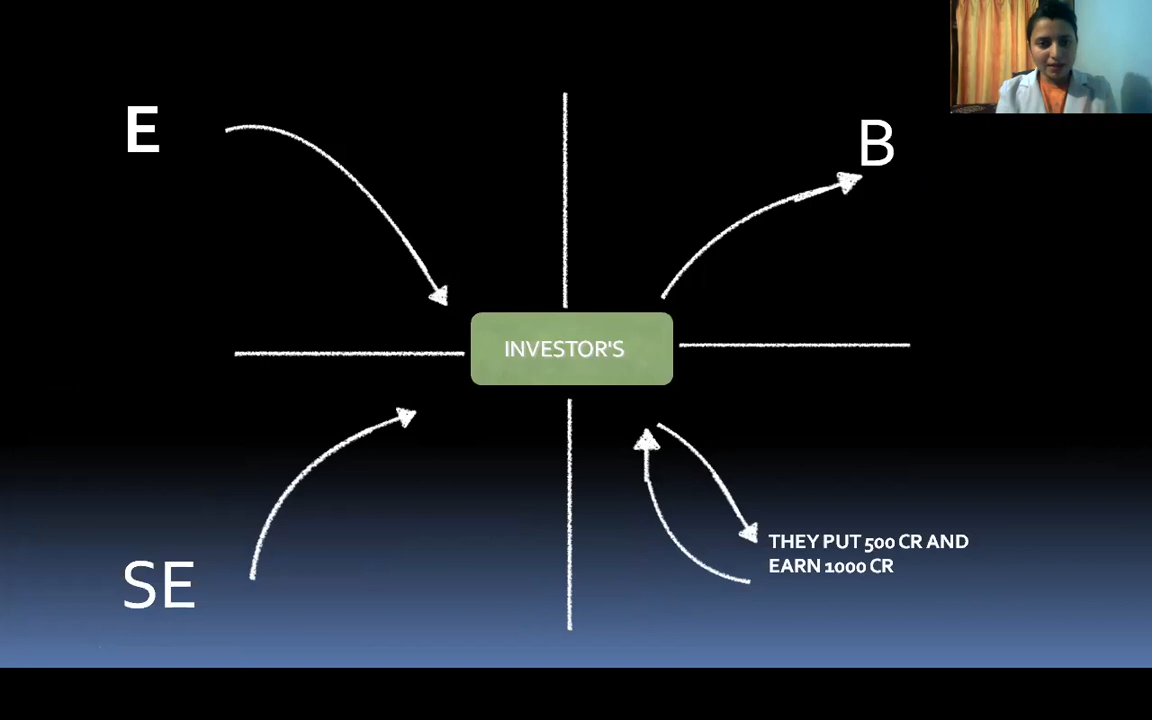 E
B
INVESTOR'S
THEY PUT 500 CR AND
EARN 1000 CR
SE